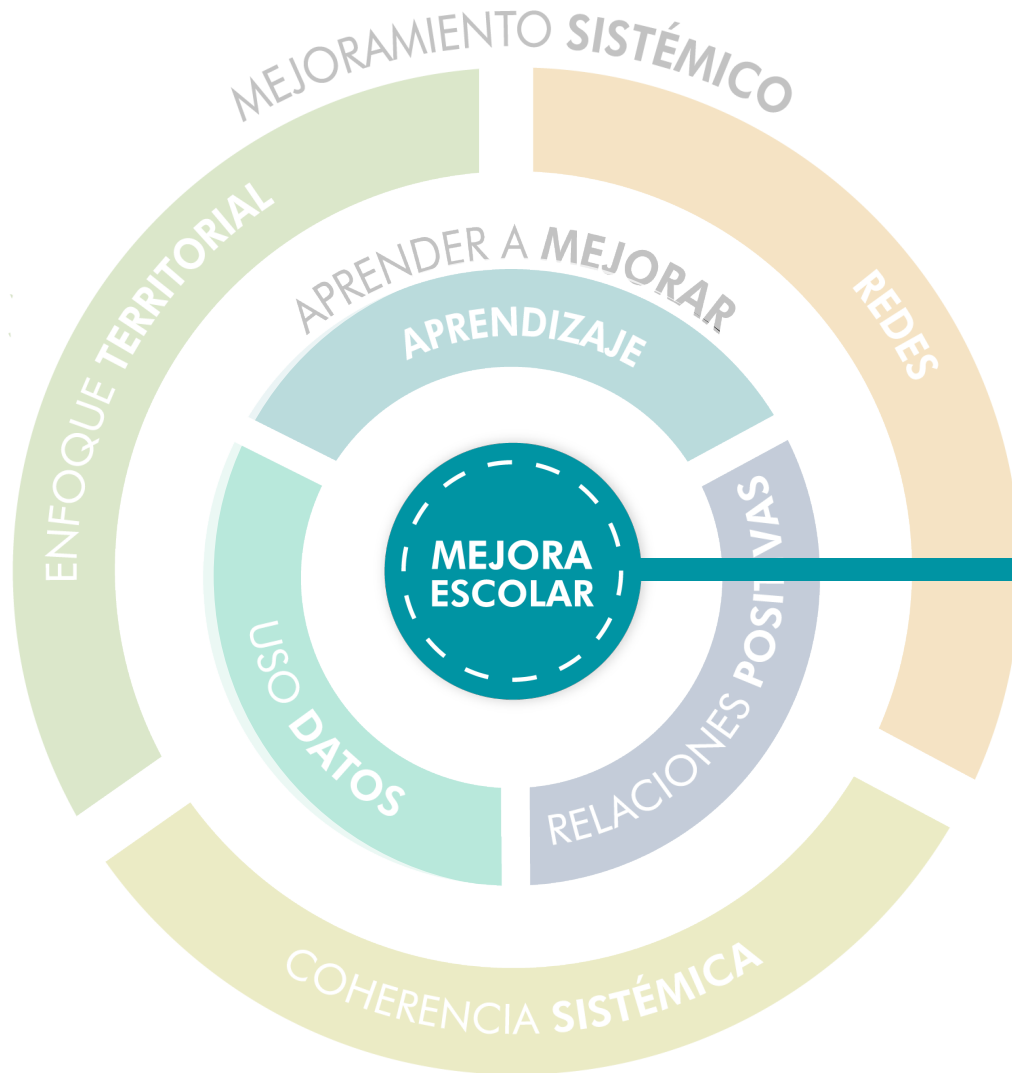 MEJORAMIENTO SISTÉMICO
ENFOQUE TERRITORIAL
REDES
APRENDER A MEJORAR
APRENDIZAJE
MEJORA
ESCOLAR
USO DATOS
RELACIONES POSITIVAS
COHERENCIA SISTÉMICA